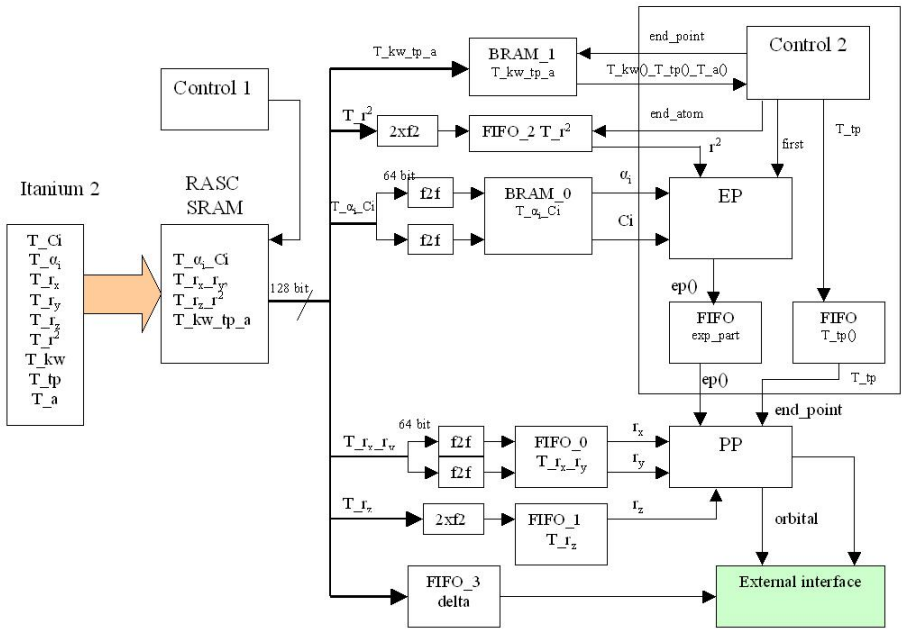 end_point
Control 2
T_kw_tp_a
BRAM_1
T_kw_tp_a
T_kw()_T_tp()_T_a()
Control 1
T_r²
2xf2
FIFO_2 T_r²
end_atom
r²
first
T_tp
Itanium 2
RASC
SRAM
64 bit
f2f
BRAM_0
T_αi_Ci
αi
EP
T_αi_Ci
f2f
Ci
T_Ci
T_αi
T_rx
T_ry
T_rz
T_r²
T_kw
T_tp
T_a
T_αi_Ci
T_rx_ry,
T_rz_r²
T_kw_tp_a
128 bit
ep()
FIFO
exp_part
FIFO
T_tp()
ep()
T_tp
end_point
64 bit
T_rx_ry
f2f
f2f
FIFO_0
T_rx_ry
rx
ry
PP
T_rz
2xf2
FIFO_1
T_rz
rz
orbital
FIFO_3
delta
External interface